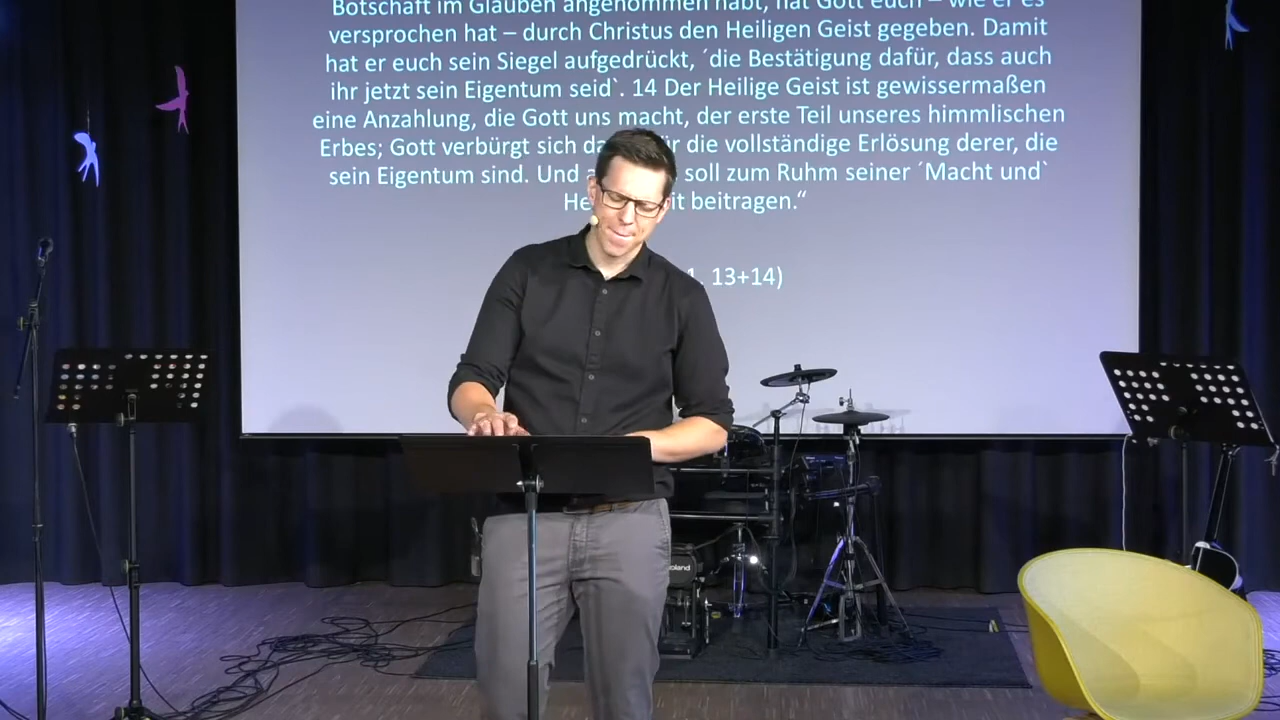 Botschaft im Glauben angenommen habt, hat Gott euch – wie er es
versprochen hat – durch Christus den Heiligen Geist gegeben. Damit
hat er euch sein Siegel aufgedrückt, ´die Bestätigung dafür, dass auch
ihr jetzt sein Eigentum seid`. 14 Der Heilige Geist ist gewissermaßen
eine Anzahlung, die Gott uns macht, der erste Teil unseres himmlischen
Erbes; Gott verbürgt sich die vollständige Erlösung derer, die
sein Eigentum sind. Und soll zum Ruhm seiner ´Macht und`
beitragen.“
13+14)
Roland